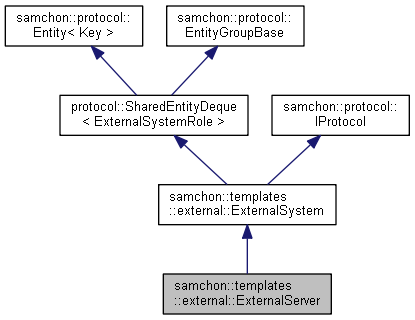 samchon::protocol::
Entity< Key >
samchon::protocol::
EntityGroupBase
protocol::SharedEntityDeque
< ExternalSystemRole >
samchon::protocol::
IProtocol
samchon::templates
::external::ExternalSystem
samchon::templates
::external::ExternalServer